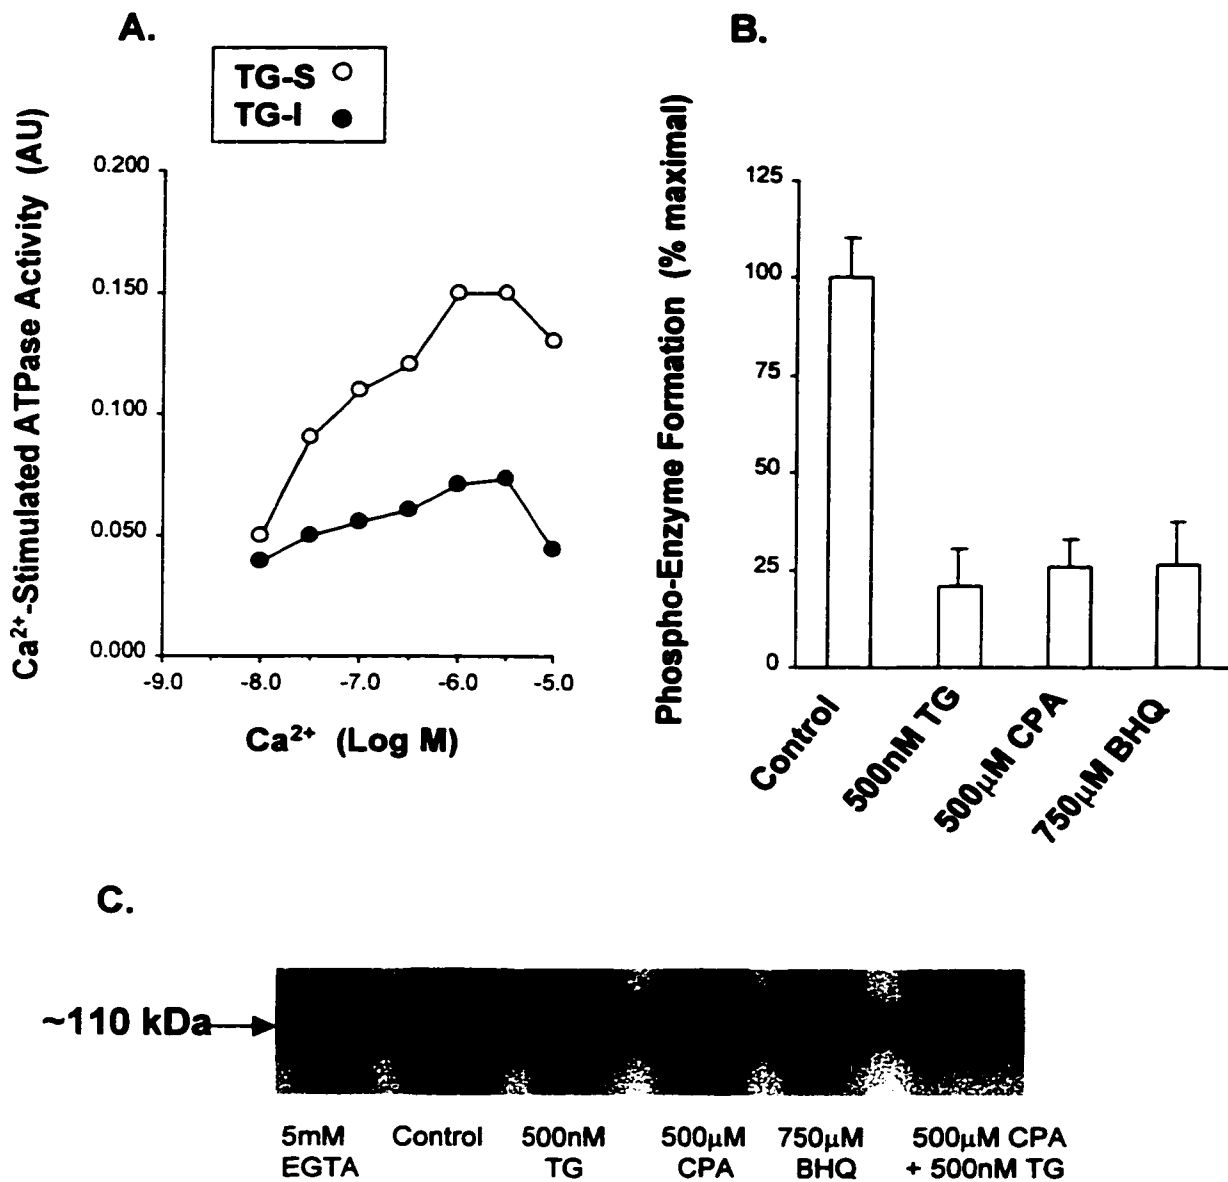 A.
TG-S
TG-I
Ca²⁺-Stimulated ATPase Activity (AU)
0.200
0.150
0.100
0.050
0.000
-9.0 -8.0 -7.0 -6.0 -5.0
Ca²⁺ (Log M)
B.
Phospho-Enzyme Formation (% maximal)
125
100
75
50
25
0
Control
500nM TG
500μM CPA
750μM BHQ
C.
~110 kDa
5mM EGTA
Control
500nM TG
500μM CPA
750μM BHQ
500μM CPA + 500nM TG